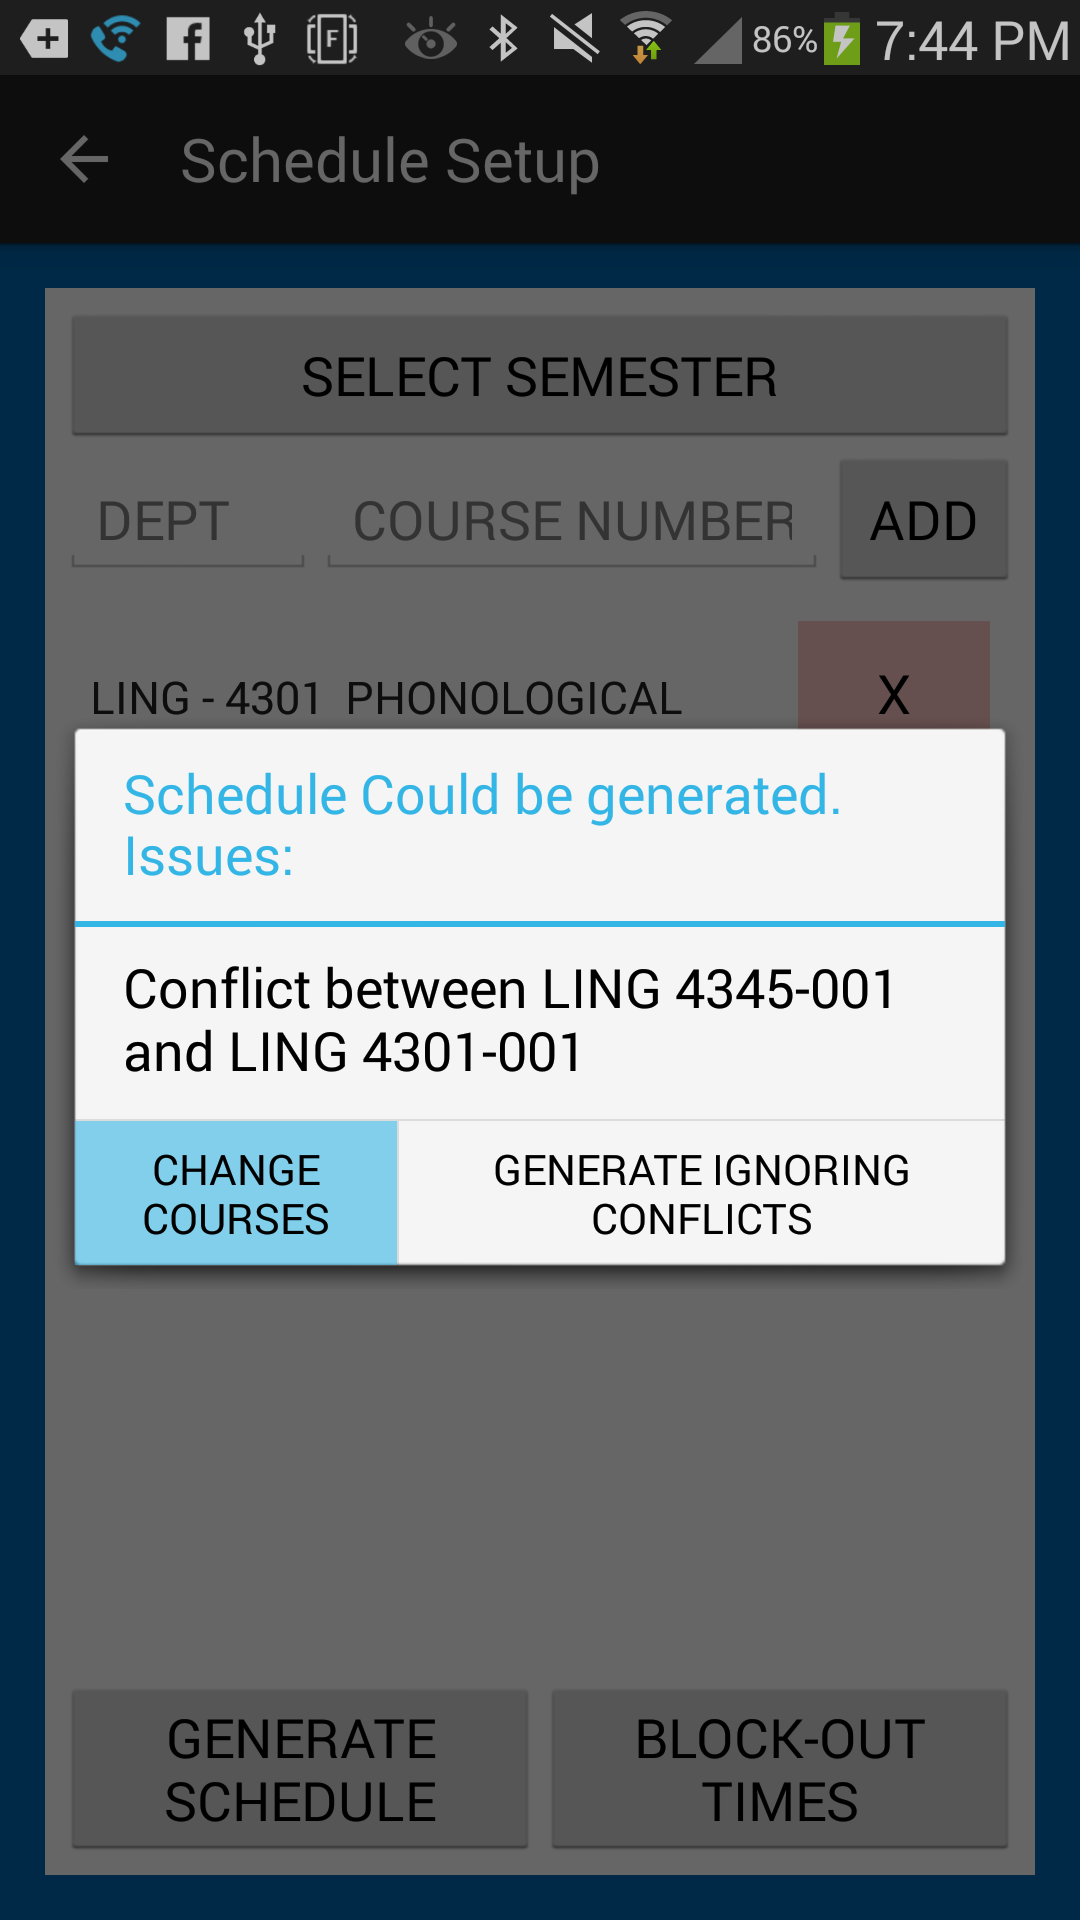 86% 7:44 PM
Schedule Setup
SELECT SEMESTER
DEPT COURSE NUMBER ADD
LING - 4301 PHONOLOGICAL X
Schedule Could be generated.
Issues:
Conflict between LING 4345-001
and LING 4301-001
CHANGE
COURSES
GENERATE IGNORING
CONFLICTS
GENERATE
SCHEDULE
BLOCK-OUT
TIMES